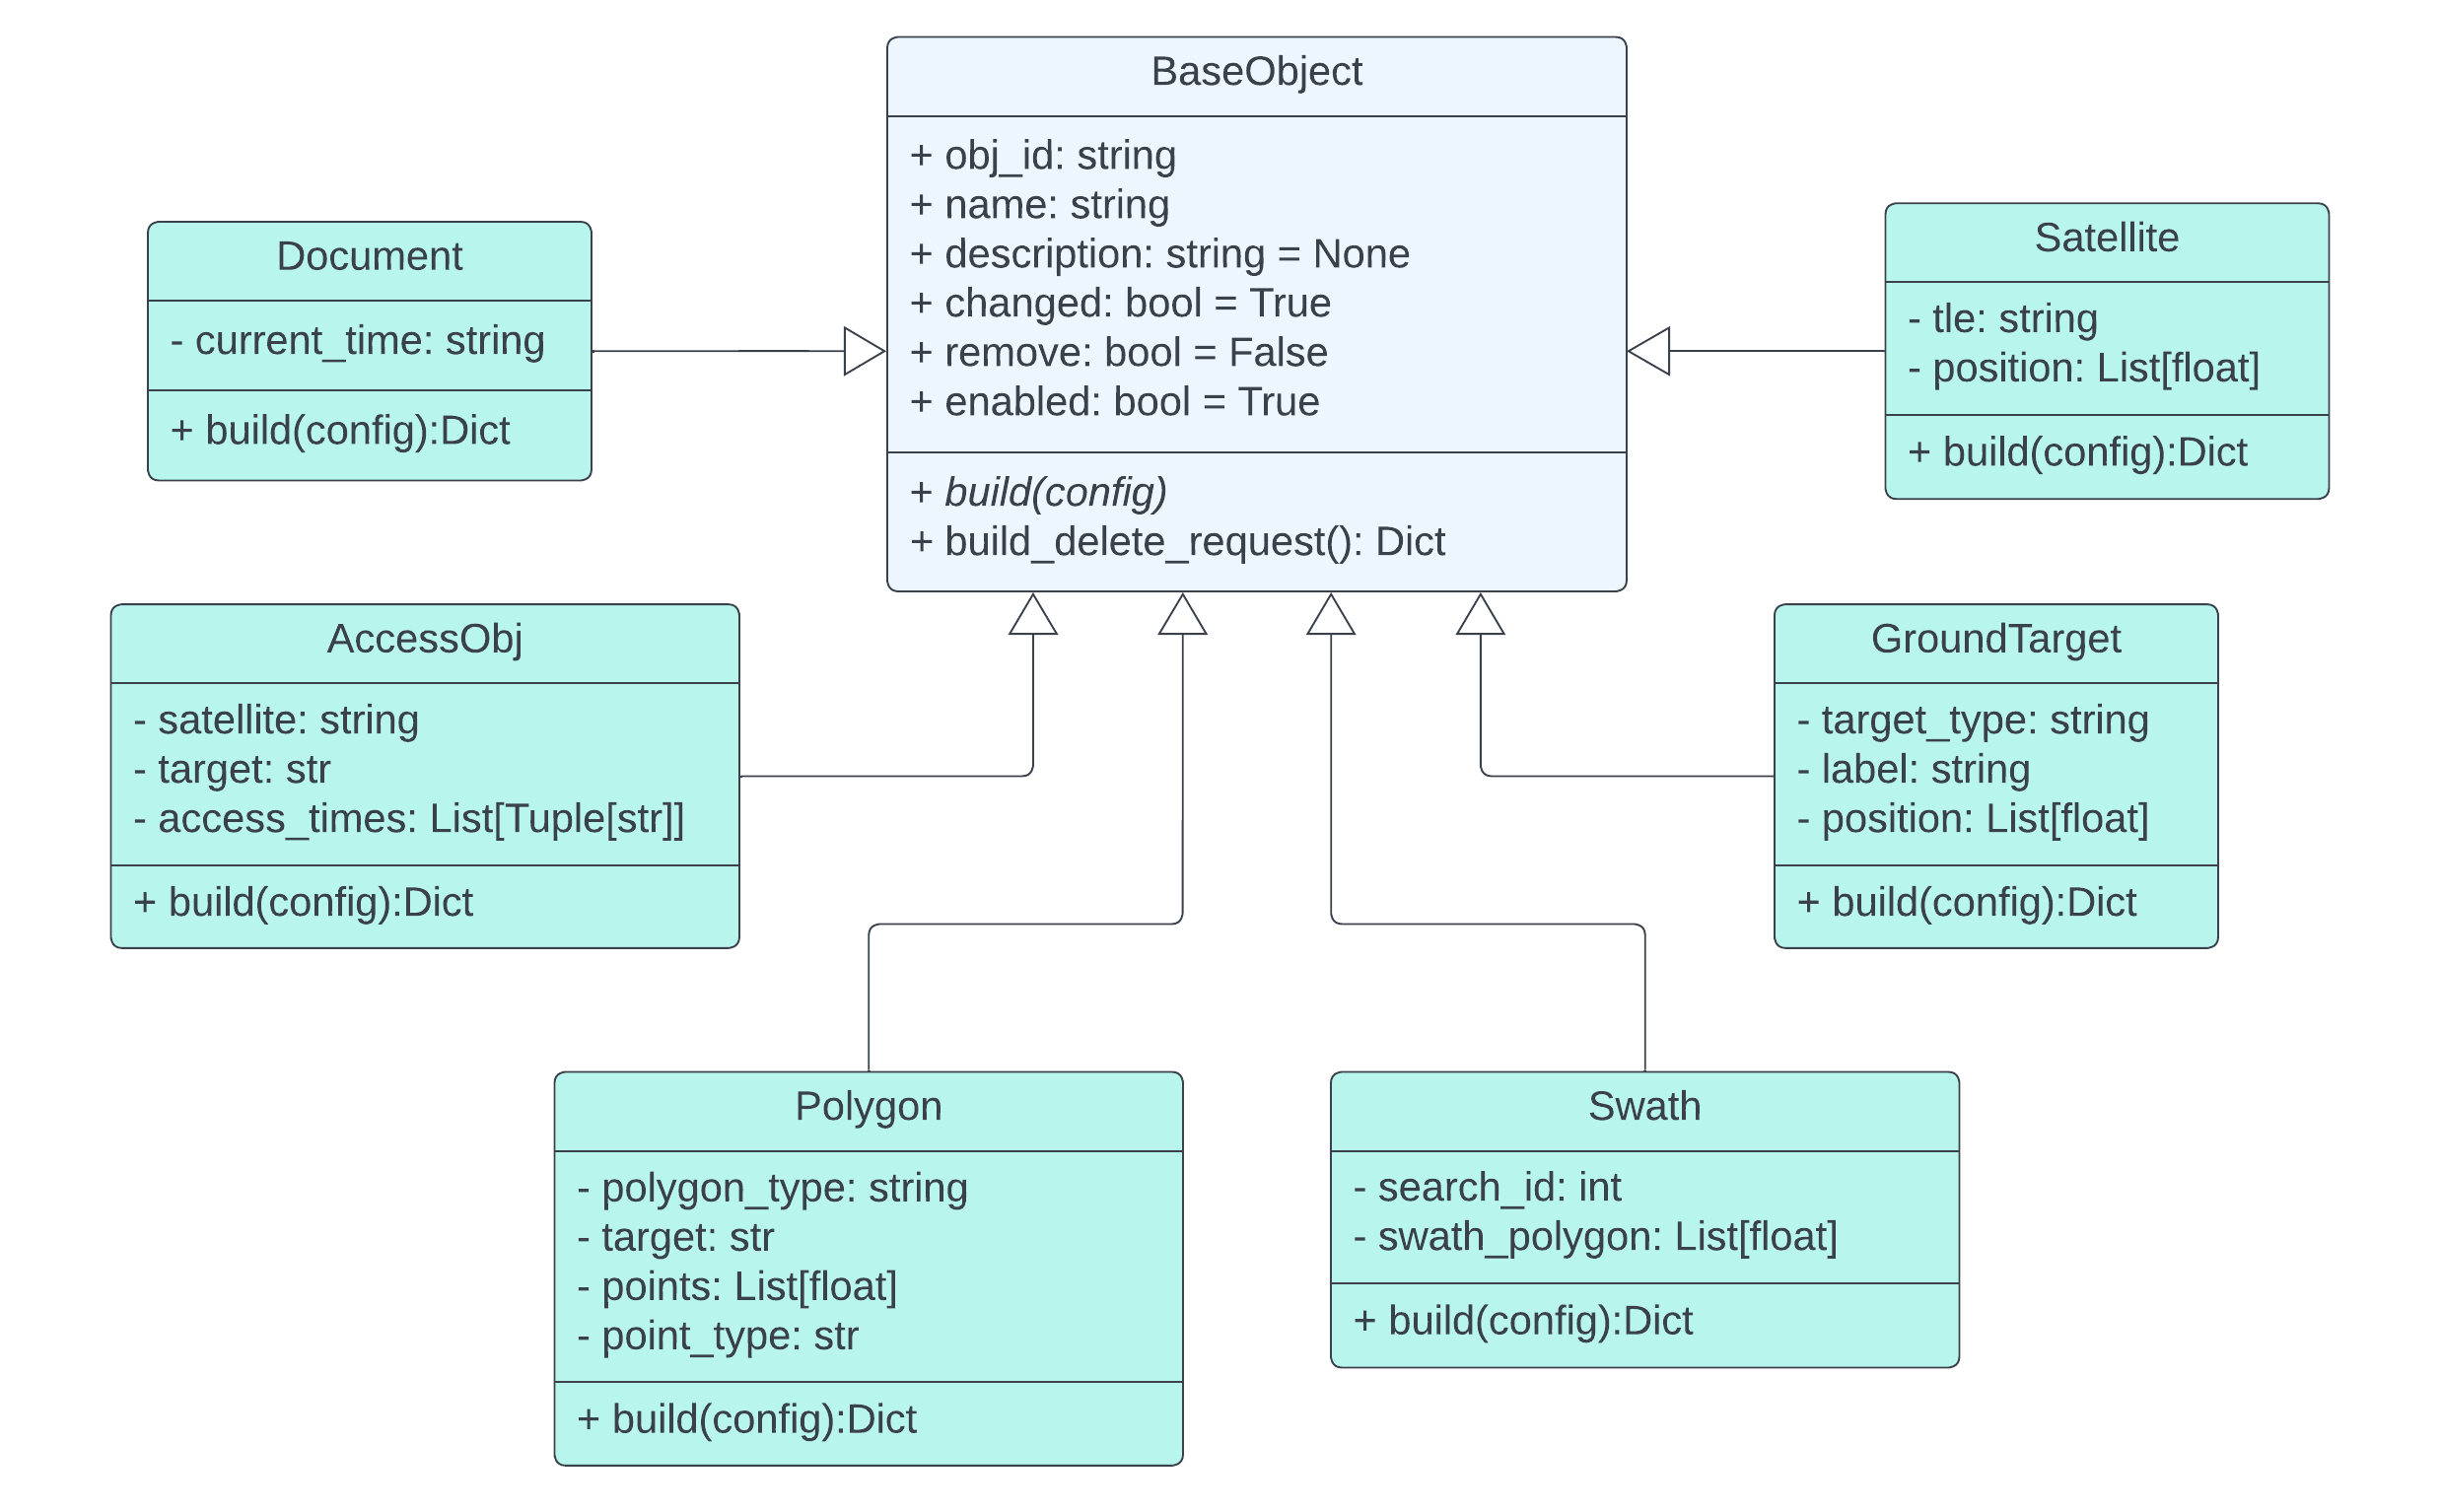 BaseObject
+ obj_id: string
+ name: string
+ description: string = None
+ changed: bool = True
+ remove: bool = False
+ enabled: bool = True
+ build(config)
+ build_delete_request(): Dict
Document
- current_time: string
+ build(config):Dict
Satellite
- tle: string
- position: List[float]
+ build(config):Dict
AccessObj
- satellite: string
- target: str
- access_times: List[Tuple[str]]
+ build(config):Dict
GroundTarget
- target_type: string
- label: string
- position: List[float]
+ build(config):Dict
Polygon
- polygon_type: string
- target: str
- points: List[float]
- point_type: str
+ build(config):Dict
Swath
- search_id: int
- swath_polygon: List[float]
+ build(config):Dict